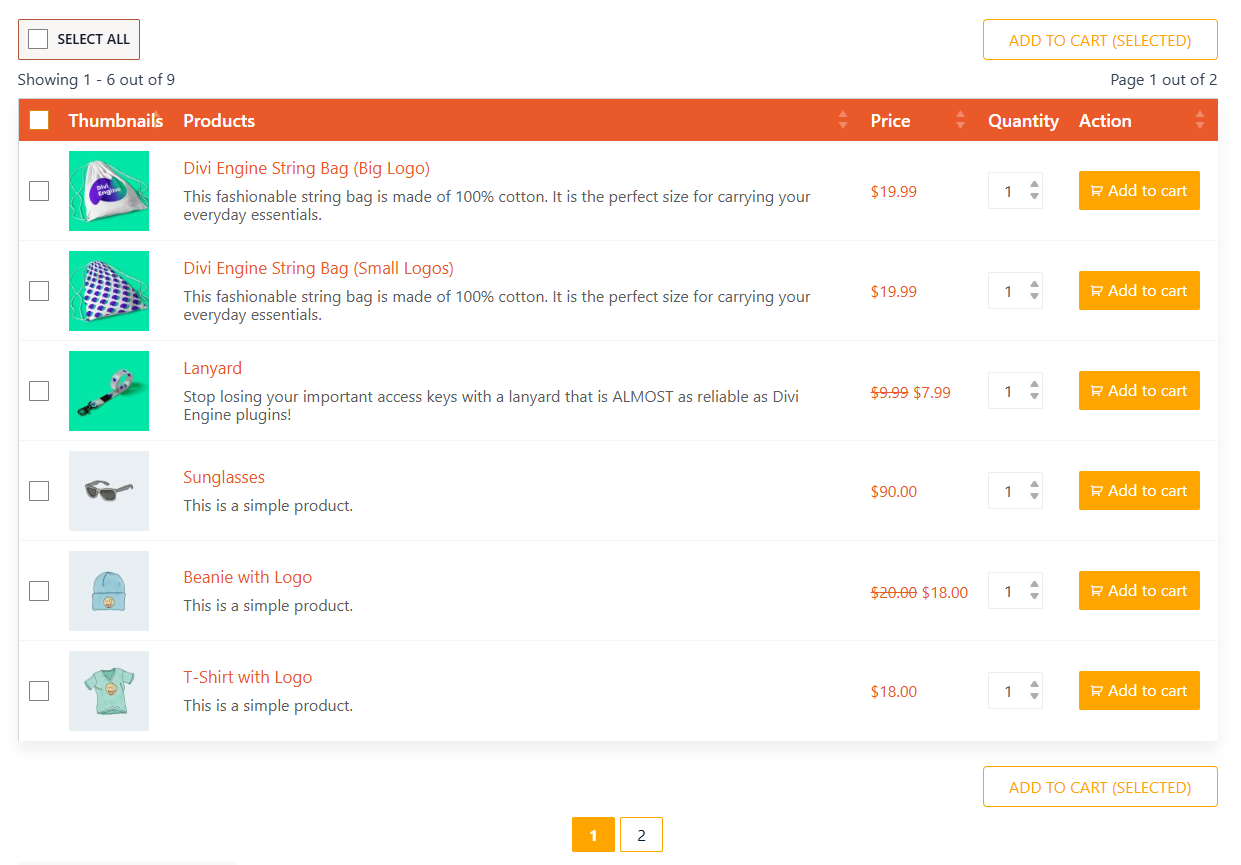 SELECT ALL
ADD TO CART (SELECTED)
Showing 1 - 6 out of 9
Page 1 out of 2
Thumbnails Products Price Quantity Action
Divi Engine
Divi Engine String Bag (Big Logo)
This fashionable string bag is made of 100% cotton. It is the perfect size for carrying your
everyday essentials.
$19.99 1 Add to cart
Divi Engine String Bag (Small Logos)
This fashionable string bag is made of 100% cotton. It is the perfect size for carrying your
everyday essentials.
$19.99 1 Add to cart
Lanyard
Stop losing your important access keys with a lanyard that is ALMOST as reliable as Divi
Engine plugins!
$9.99 $7.99 1 Add to cart
Sunglasses
This is a simple product.
$90.00 1 Add to cart
Beanie with Logo
This is a simple product.
$20.00 $18.00 1 Add to cart
T-Shirt with Logo
This is a simple product.
$18.00 1 Add to cart
ADD TO CART (SELECTED)
1 2